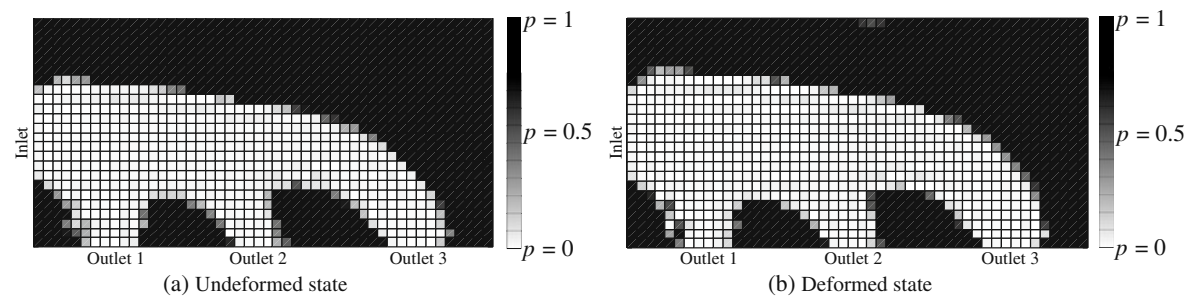 p = 1
p = 0.5
p = 0
Inlet
Outlet 1
Outlet 2
Outlet 3
(a) Undeformed state
p = 1
p = 0.5
p = 0
Inlet
Outlet 1
Outlet 2
Outlet 3
(b) Deformed state